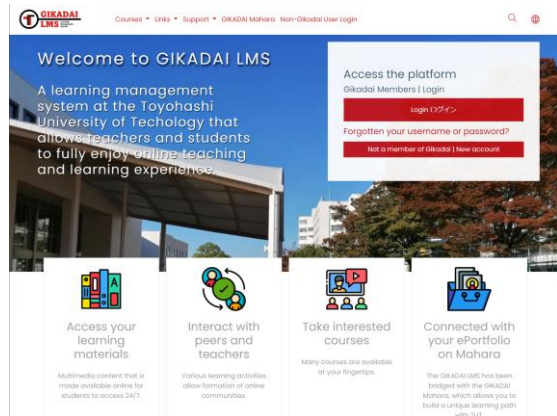 GIKADAI
LMS
Courses Links Support GIKADAI Mahara Non-Gikadai User Login
Welcome to GIKADAI LMS
A learning management
system at the Toyohashi
University of Techology that
allows teachers and students
to fully enjoy online teaching
and learning experience.
Access the platform
Gikadai Members | Login
Login ログイン
Forgotten your username or password?
Not a member of Gikadai | New account
Access your
learning
materials
Multimedia content that is
made available online for
students to access 24/7.
Interact with
peers and
teachers
Various learning activities
allow formation of online
communities.
Take interested
courses
Many courses are available
at your fingertips.
Connected with
your ePortfolio
on Mahara
The GIKADAI LMS has been
bridged with the GIKADAI
Mahara, which allows you to
build a unique learning path
with TUT.